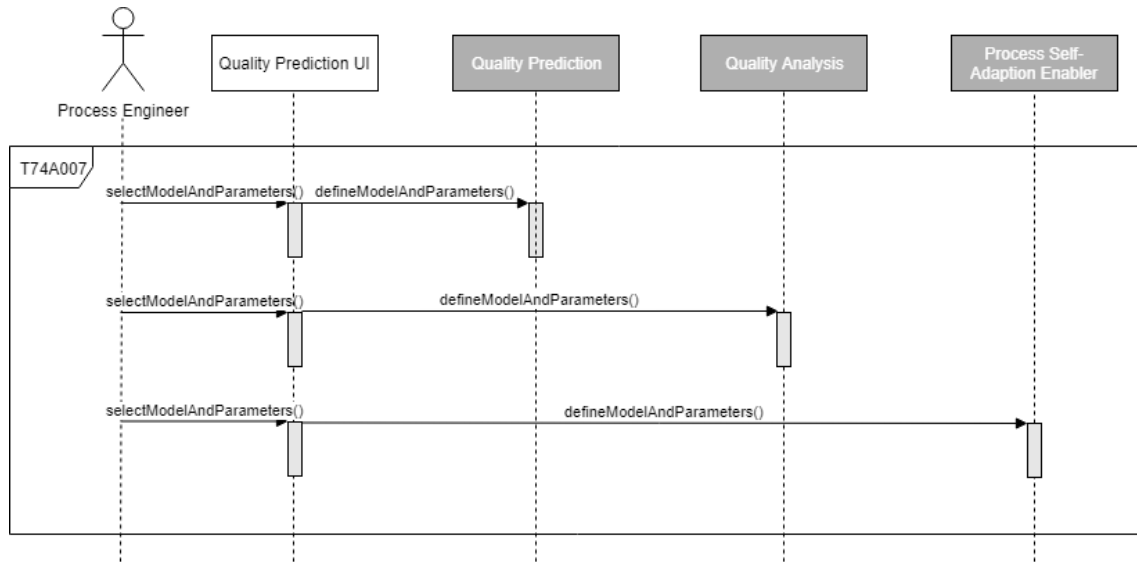 Process Engineer
Quality Prediction UI
Quality Prediction
Quality Analysis
Process Self-
Adaption Enabler
T74A007
selectModelAndParameters()
defineModelAndParameters()
selectModelAndParameters()
defineModelAndParameters()
selectModelAndParameters()
defineModelAndParameters()